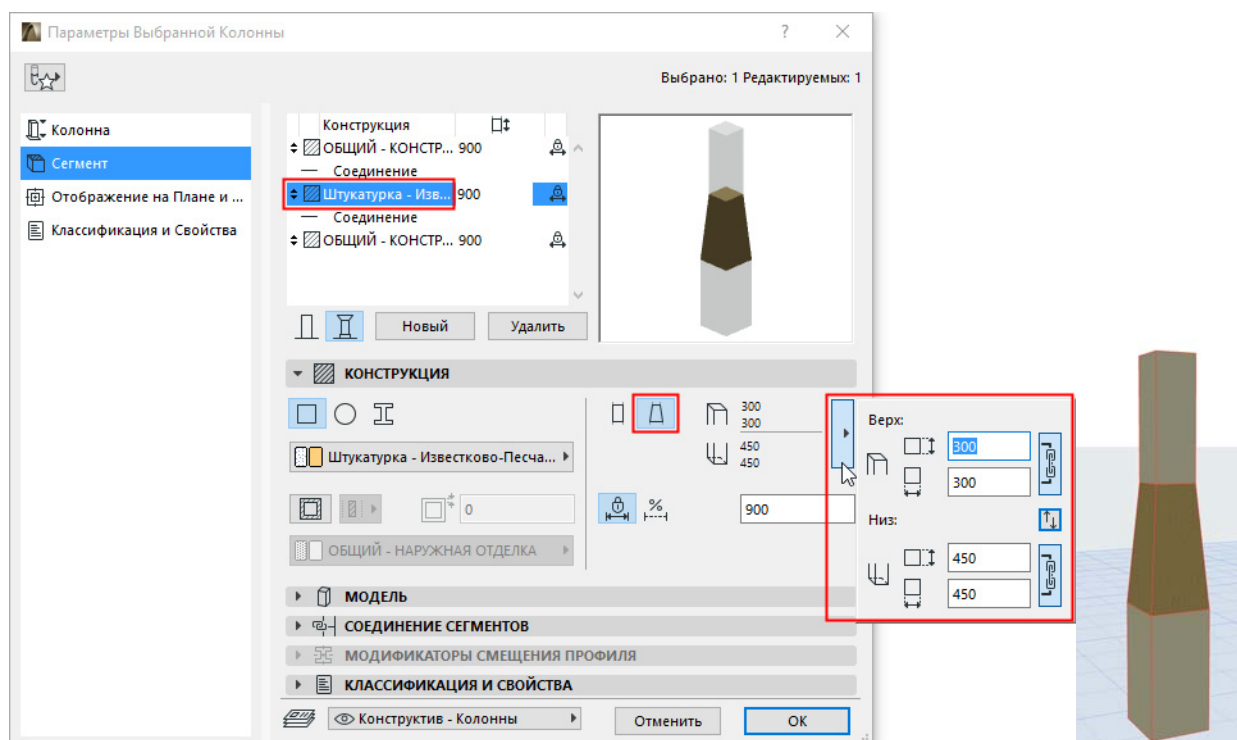 Параметры Выбранной Колонны
?
Выбрано: 1 Редактируемых: 1
Колонна
Сегмент
Отображение на Плане и ...
Классификация и Свойства
Конструкция
ОБЩИЙ - КОНСТР... 900
Соединение
Штукатурка - Изв... 900
Соединение
ОБЩИЙ - КОНСТР... 900
Новый
Удалить
КОНСТРУКЦИЯ
300
300
450
450
Штукатурка - Известково-Песча...
0
%
900
ОБЩИЙ - НАРУЖНАЯ ОТДЕЛКА
Верх:
300
300
Низ:
450
450
МОДЕЛЬ
СОЕДИНЕНИЕ СЕГМЕНТОВ
МОДИФИКАТОРЫ СМЕЩЕНИЯ ПРОФИЛЯ
КЛАССИФИКАЦИЯ И СВОЙСТВА
Конструктив - Колонны
Отменить
ОК